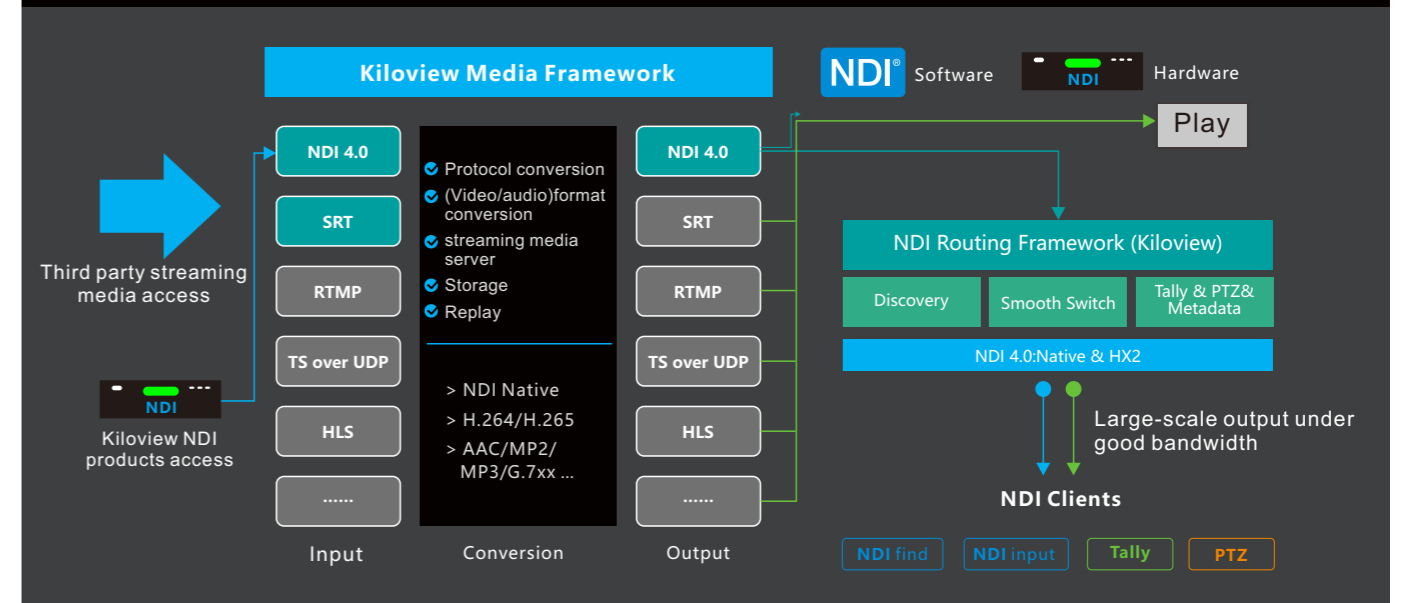 Kiloview Media Framework
NDI® Software
NDI
Hardware
Play
Third party streaming
media access
NDI
Kiloview NDI
products access
NDI 4.0
SRT
RTMP
TS over UDP
HLS
......
Input
Protocol conversion
(Video/audio)format
conversion
streaming media
server
Storage
Replay
> NDI Native
> H.264/H.265
> AAC/MP2/
MP3/G.7xx ...
Conversion
NDI 4.0
SRT
RTMP
TS over UDP
HLS
......
Output
NDI Routing Framework (Kiloview)
Discovery
Smooth Switch
Tally & PTZ&
Metadata
NDI 4.0:Native & HX2
Large-scale output under
good bandwidth
NDI Clients
NDI find
NDI input
Tally
PTZ